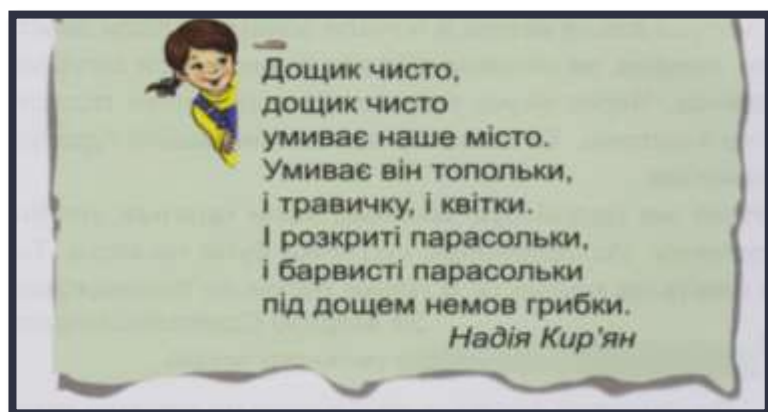 Дощик чисто,
дощик чисто
умиває наше місто.
Умиває він топольки,
і травичку, і квітки.
І розкриті парасольки,
і барвисті парасольки
під дощем немов грибки.
Надія Кир'ян